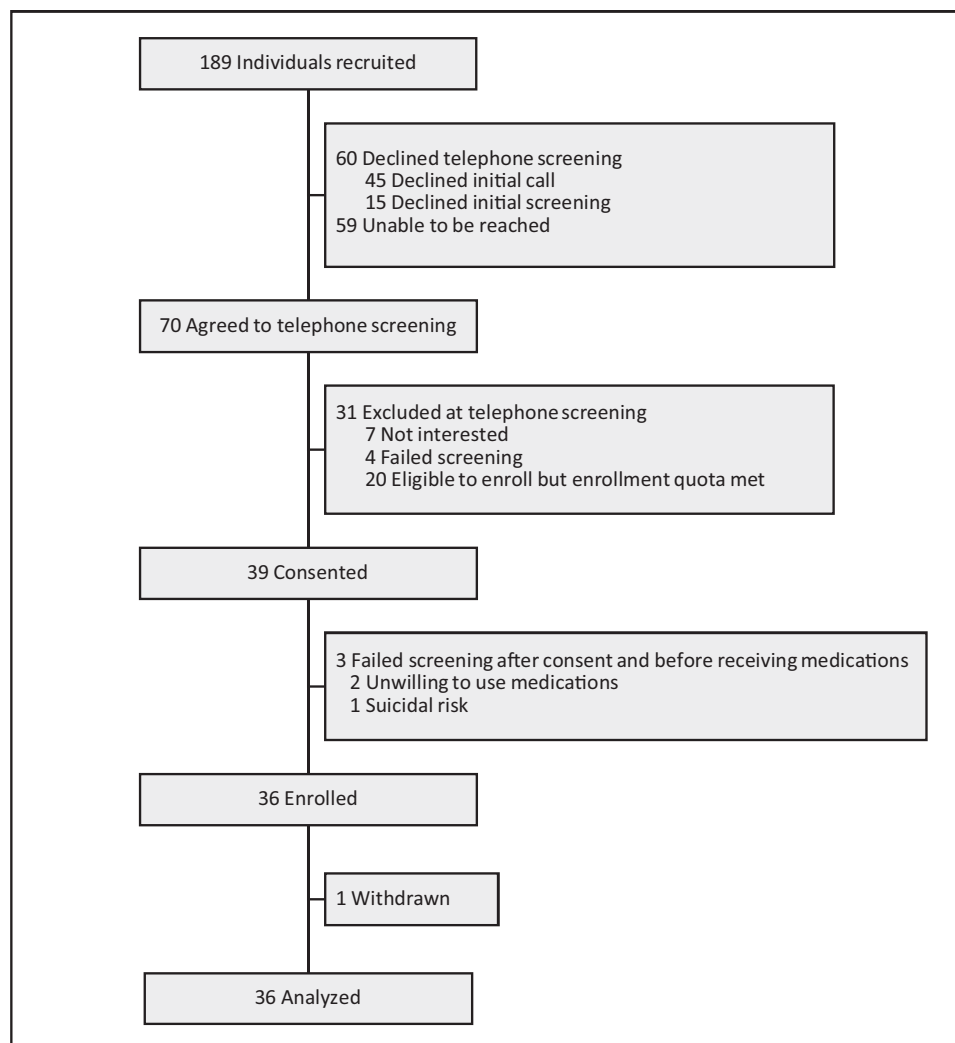 189 Individuals recruited
60 Declined telephone screening
45 Declined initial call
15 Declined initial screening
59 Unable to be reached
70 Agreed to telephone screening
31 Excluded at telephone screening
7 Not interested
4 Failed screening
20 Eligible to enroll but enrollment quota met
39 Consented
3 Failed screening after consent and before receiving medications
2 Unwilling to use medications
1 Suicidal risk
36 Enrolled
1 Withdrawn
36 Analyzed